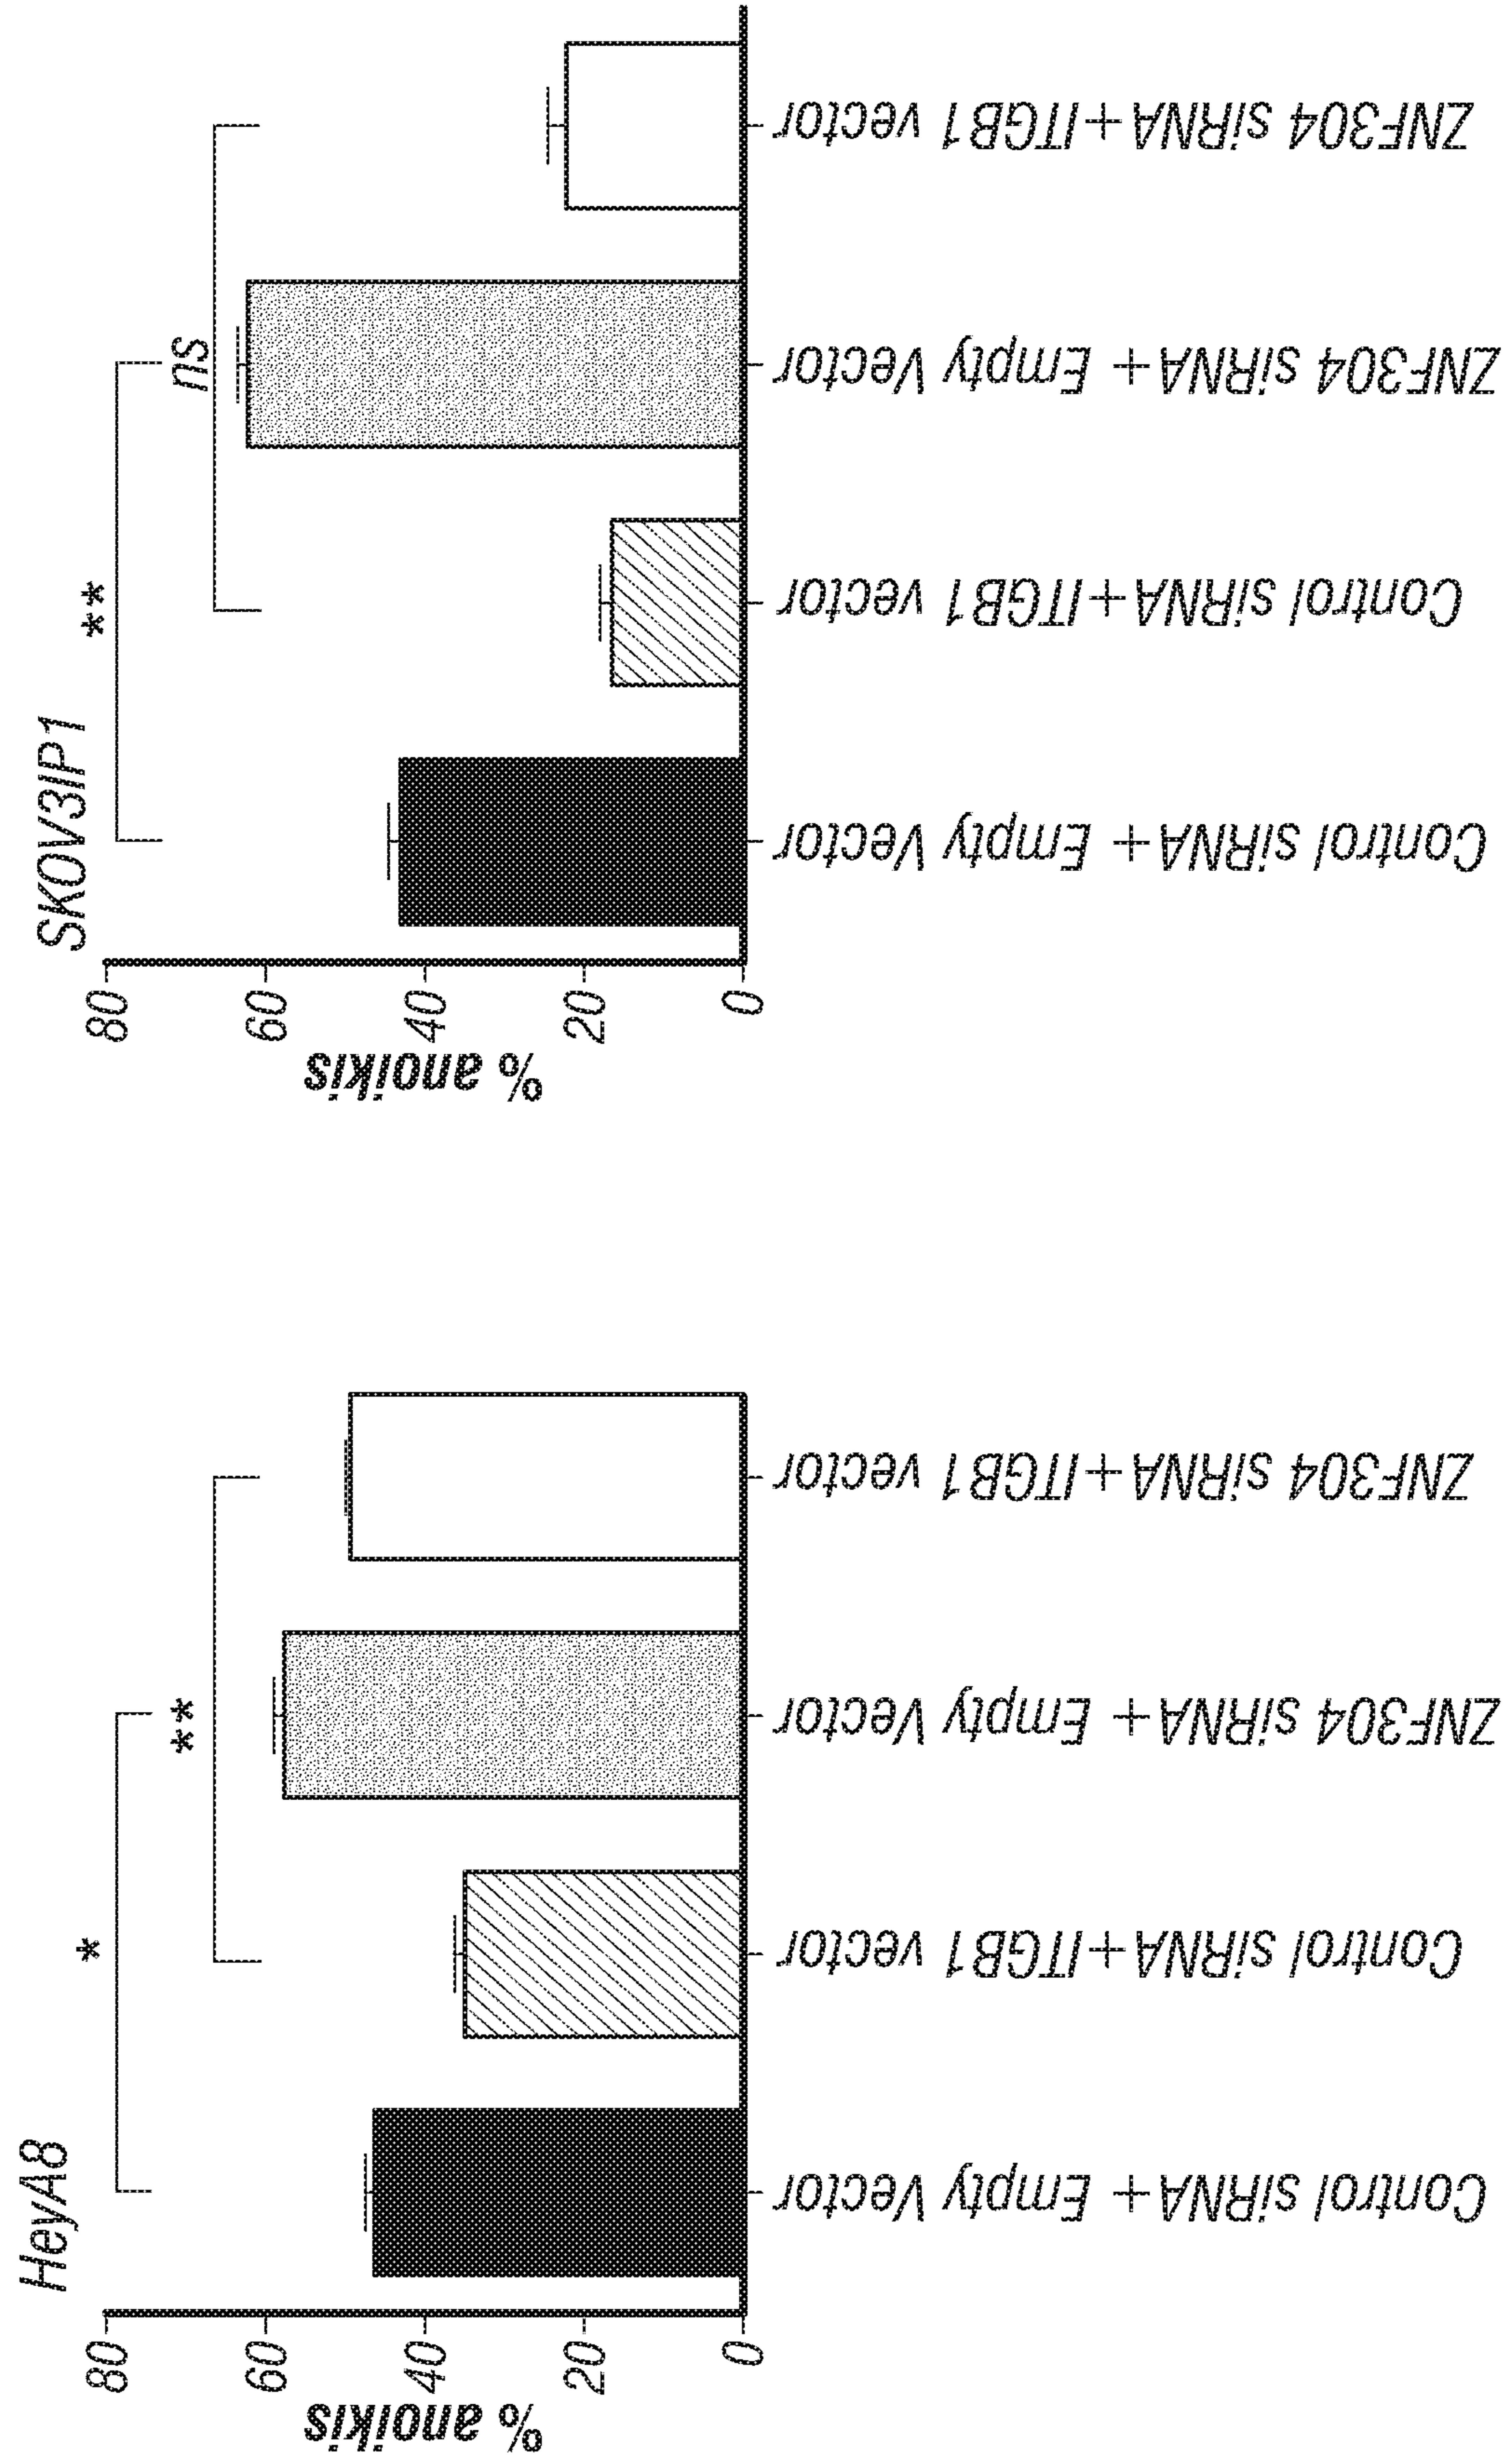 HeyA8
*
**
% anoikis
80
60
40
20
0
Control siRNA + Empty Vector
Control siRNA+ITGB1 vector
ZNF304 siRNA + Empty Vector
ZNF304 siRNA+ITGB1 vector
SKOV3IP1
**
ns
% anoikis
80
60
40
20
0
Control siRNA + Empty Vector
Control siRNA+ITGB1 vector
ZNF304 siRNA + Empty Vector
ZNF304 siRNA+ITGB1 vector